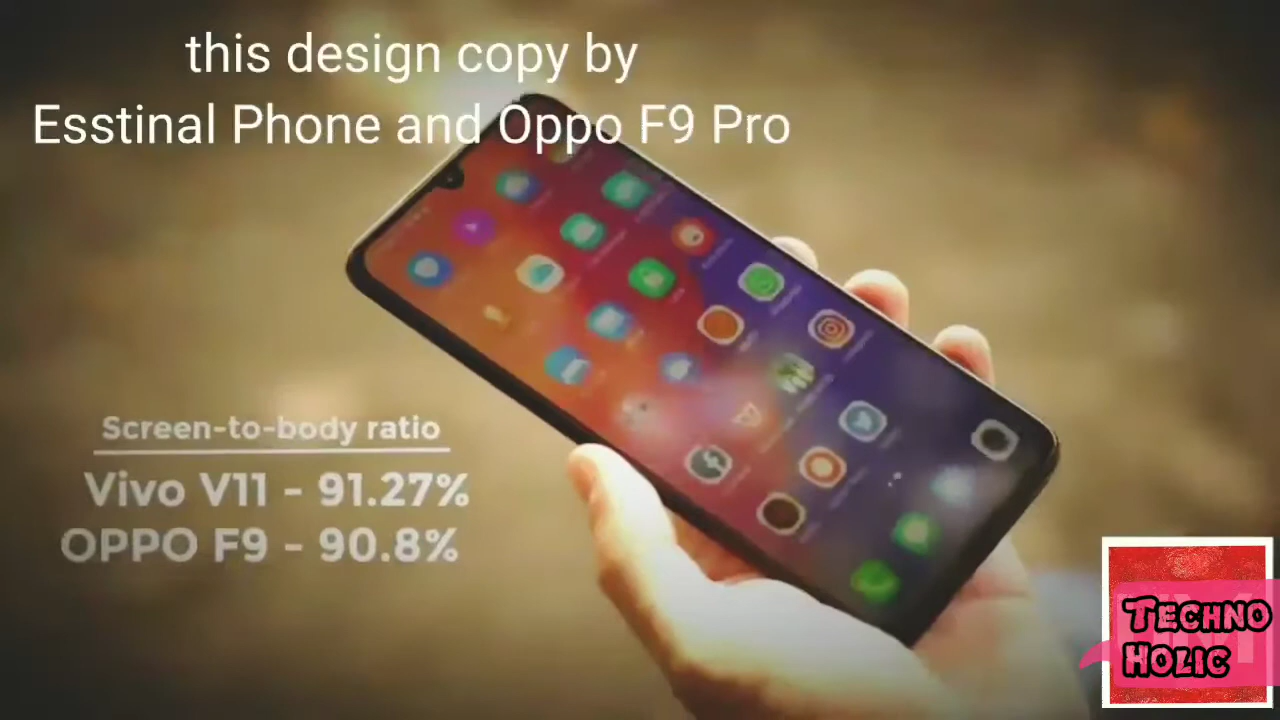 this design copy by
Esstinal Phone and Oppo F9 Pro
Screen-to-body ratio
Vivo V11 - 91.27%
OPPO F9 - 90.8%
TECHNO
HOLIC